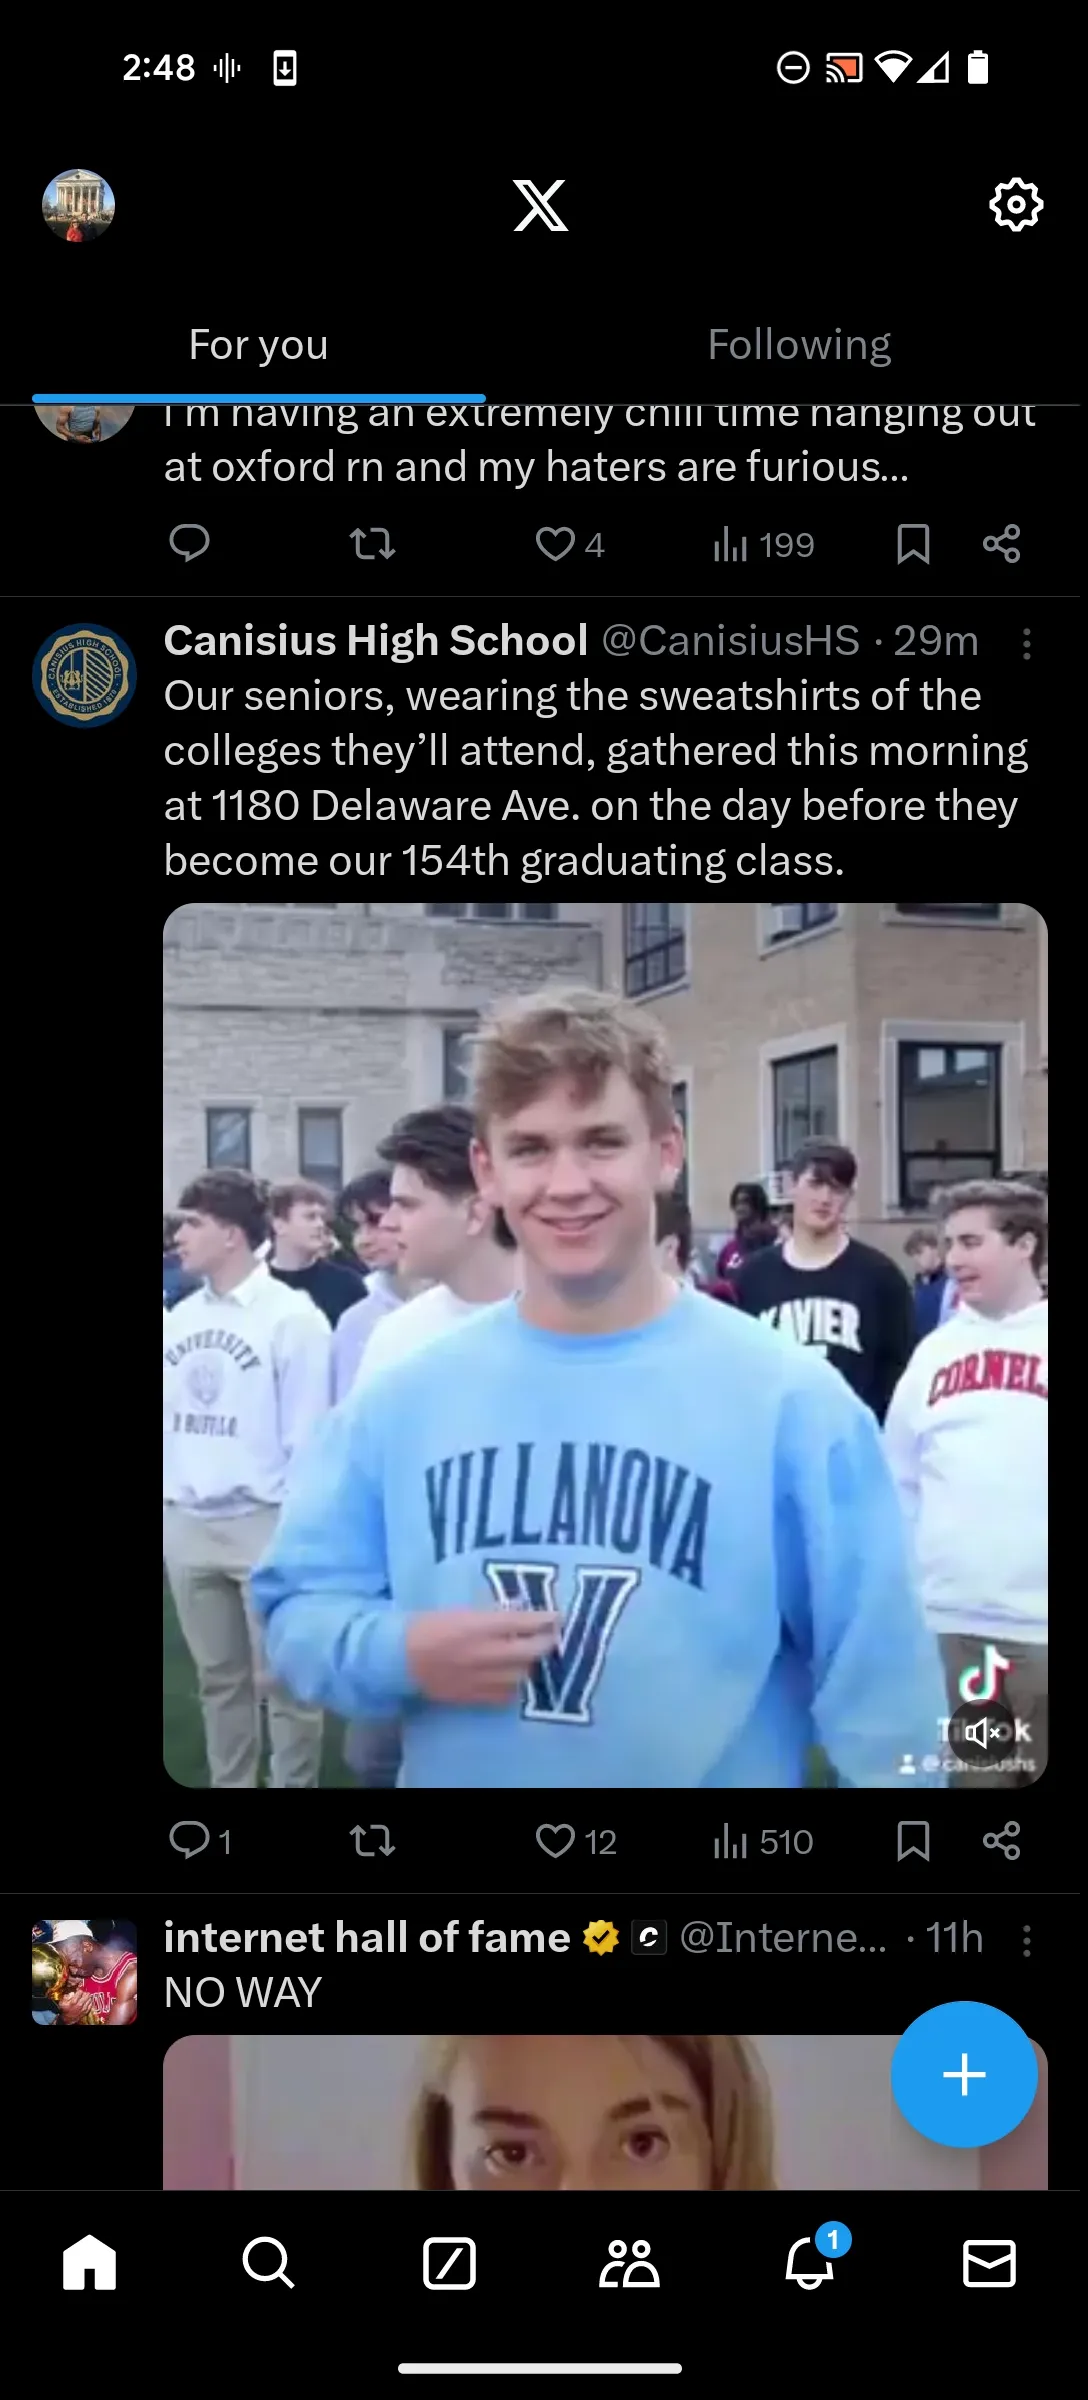 2:48
For you
Following
I'm having an extremely chill time hanging out
at oxford rn and my haters are furious...
4
199
Canisius High School @CanisiusHS · 29m
Our seniors, wearing the sweatshirts of the
colleges they’ll attend, gathered this morning
at 1180 Delaware Ave. on the day before they
become our 154th graduating class.
CANISIUS HIGH SCHOOL
ESTABLISHED 1870
UNIVERSITY
BUFFALO
VILLANOVA
V
XAVIER
CORNEL
@canisiushs
1
12
510
internet hall of fame @Interne... · 11h
NO WAY
1